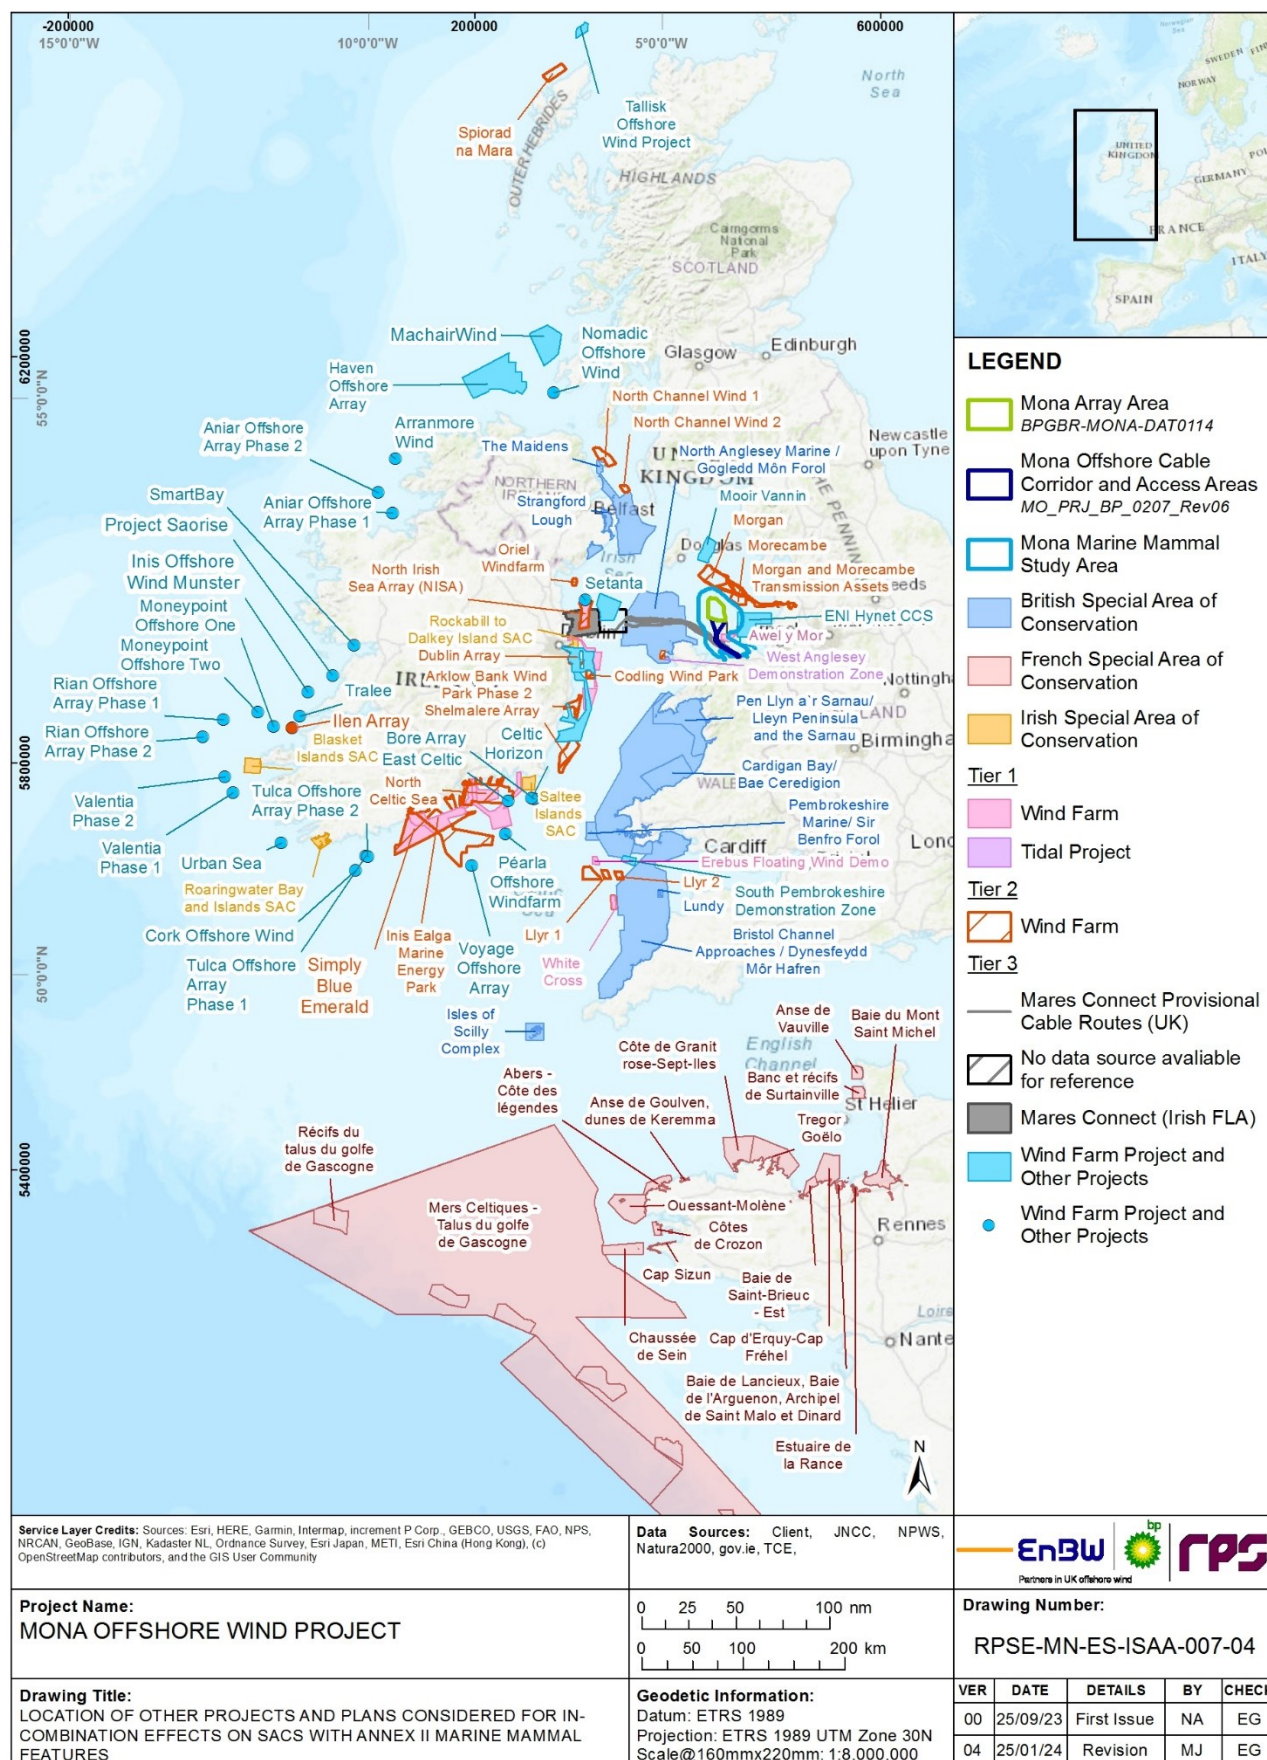 -200000
200000
600000
15°0'0"W
10°0'0"W
5°0'0"W
6200000
55°0'0"N
5800000
50°0'0"N
5400000
North
Sea
Tallisk
Offshore
Wind Project
Spiorad
na Mara
OUTER HEBRIDES
HIGHLANDS
Cairngorms
National
Park
SCOTLAND
MachairWind
Nomadic
Offshore
Wind
Glasgow
Edinburgh
Haven
Offshore
Array
North Channel Wind 1
Arranmore
Wind
North Channel Wind 2
Aniar Offshore
Array Phase 2
The Maidens
Newcastle
upon Tyne
North Anglesey Marine /
Gogledd Môn Forol
KINGDOM
SmartBay
NORTHERN
Mooir Vannin
THE PENNINES
Aniar Offshore
Array Phase 1
Strangford
Lough
Belfast
Project Saorise
Morgan
Irish
Sea
Douglas
Oriel
Windfarm
Morecambe
Inis Offshore
Wind Munster
North Irish
Sea Array (NISA)
Setanta
Morgan and Morecambe
Transmission Assets
Moneypoint
Offshore One
Rockabill to
Dalkey Island SAC
ENI Hynet CCS
Moneypoint
Offshore Two
Awel y Mor
Dublin Array
West Anglesey
Demonstration Zone
Rian Offshore
Array Phase 1
Tralee
Arklow Bank Wind
Park Phase 2
Codling Wind Park
Shelmalere Array
Pen Llyn a`r Sarnau/
Lleyn Peninsula
and the Sarnau
Rian Offshore
Array Phase 2
Ilen Array
Bore Array
Celtic
Horizon
Blasket
Islands SAC
East Celtic
Birmingha
Cardigan Bay/
Bae Ceredigion
Valentia
Phase 2
Tulca Offshore
Array Phase 2
North
Celtic Sea
Saltee
Islands
SAC
Pembrokeshire
Marine/ Sir
Benfro Forol
Valentia
Phase 1
Urban Sea
Cardiff
Péarla
Offshore
Windfarm
Erebus Floating Wind Demo
Roaringwater Bay
and Islands SAC
Llyr 2
South Pembrokeshire
Demonstration Zone
Lundy
Cork Offshore Wind
Inis Ealga
Marine
Energy
Park
Voyage
Offshore
Array
Llyr 1
Bristol Channel
Approaches / Dynesfeydd
Môr Hafren
Tulca Offshore
Array
Phase 1
Simply
Blue
Emerald
White
Cross
Isles of
Scilly
Complex
Anse de
Vauville
Baie du Mont
Saint Michel
English
Channel
Côte de Granit
rose-Sept-Iles
Abers -
Côte des
légendes
Banc et récifs
de Surtainville
Anse de Goulven,
dunes de Keremma
St Helier
Tregor
Goëlo
Récifs du
talus du golfe
de Gascogne
Mers Celtiques -
Talus du golfe
de Gascogne
Ouessant-Molène
Côtes
de Crozon
Rennes
Cap Sizun
Baie de
Saint-Brieuc
- Est
Loire
Nante
Chaussée
de Sein
Cap d'Erquy-Cap
Fréhel
Baie de Lancieux, Baie
de l'Arguenon, Archipel
de Saint Malo et Dinard
Estuaire de
la Rance
N
NORWAY
SWEDEN
UNITED
KINGDOM
GERMANY
FRANCE
ITALY
SPAIN
LEGEND
Mona Array Area
BPGBR-MONA-DAT0114
Mona Offshore Cable
Corridor and Access Areas
MO_PRJ_BP_0207_Rev06
Mona Marine Mammal
Study Area
British Special Area of
Conservation
French Special Area of
Conservation
Irish Special Area of
Conservation
Tier 1
Wind Farm
Tidal Project
Tier 2
Wind Farm
Tier 3
Mares Connect Provisional
Cable Routes (UK)
No data source avaliable
for reference
Mares Connect (Irish FLA)
Wind Farm Project and
Other Projects
Wind Farm Project and
Other Projects
Service Layer Credits: Sources: Esri, HERE, Garmin, Intermap, increment P Corp., GEBCO, USGS, FAO, NPS,
NRCAN, GeoBase, IGN, Kadaster NL, Ordnance Survey, Esri Japan, METI, Esri China (Hong Kong), (c)
OpenStreetMap contributors, and the GIS User Community
Data Sources: Client, JNCC, NPWS,
Natura2000, gov.ie, TCE,
EnBW
bp
rps
Partners in UK offshore wind
Project Name:
MONA OFFSHORE WIND PROJECT
0 25 50 100 nm
0 50 100 200 km
Drawing Number:
RPSE-MN-ES-ISAA-007-04
Drawing Title:
LOCATION OF OTHER PROJECTS AND PLANS CONSIDERED FOR IN-
COMBINATION EFFECTS ON SACS WITH ANNEX II MARINE MAMMAL
FEATURES
Geodetic Information:
Datum: ETRS 1989
Projection: ETRS 1989 UTM Zone 30N
Scale@160mmx220mm: 1:8,000,000
VER DATE DETAILS BY CHECK
00 25/09/23 First Issue NA EG
04 25/01/24 Revision MJ EG